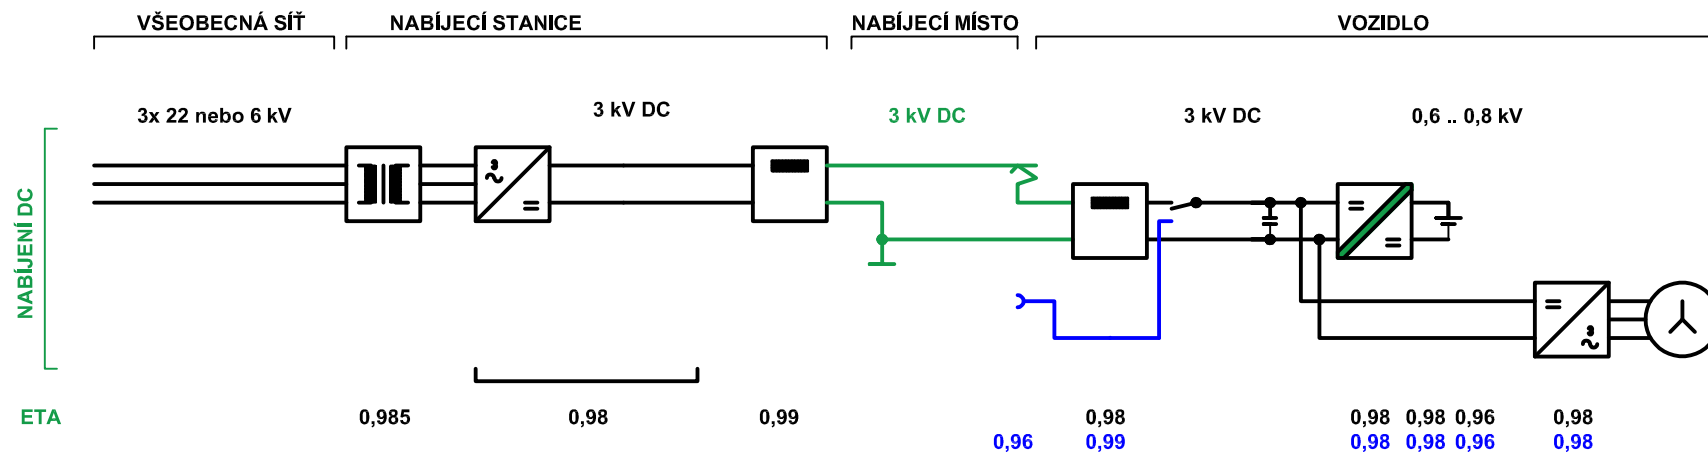 VŠEOBECNÁ SÍŤ NABÍJECÍ STANICE NABÍJECÍ MÍSTO VOZIDLO
3x 22 nebo 6 kV 3 kV DC 3 kV DC 3 kV DC 0,6 .. 0,8 kV
NABÍJENÍ DC
3
3
ETA 0,985 0,98 0,99 0,98 0,98 0,98 0,96 0,98
0,96 0,99 0,98 0,98 0,96 0,98